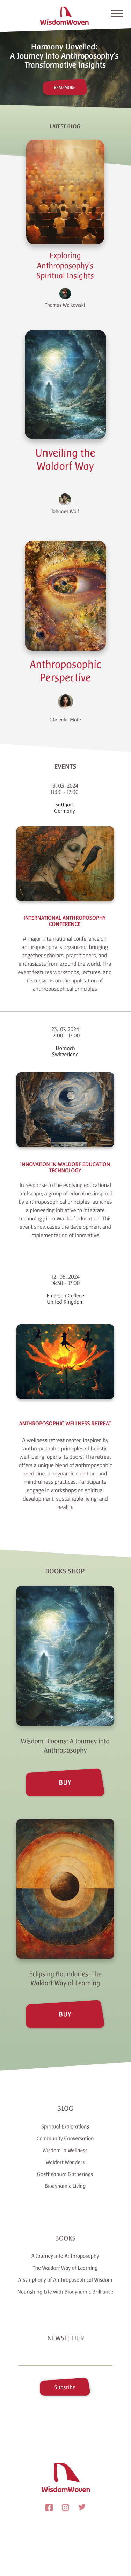 WisdomWoven
Harmony Unveiled:
A Journey into Anthroposophy's
Transformative Insights
READ MORE
LATEST BLOG
Exploring
Anthroposophy's
Spiritual Insights
Thomas Welkowski
Unveiling the
Waldorf Way
Johannes Wolf
Anthroposophic
Perspective
Gloriosla Mote
EVENTS
19. 03. 2024
11:00 - 17:00
Suttgart
Germany
INTERNATIONAL ANTHROPOSOPHY
CONFERENCE
A major international conference on
anthroposophy is organized, bringing
together scholars, practitioners, and
enthusiasts from around the world. The
event features workshops, lectures, and
discussions on the application of
anthroposophical principles
25. 07. 2024
12:00 - 17:00
Dornach
Switzerland
INNOVATION IN WALDORF EDUCATION
TECHNOLOGY
In response to the evolving educational
landscape, a group of educators inspired
by anthroposophical principles launches
a pioneering initiative to integrate
technology into Waldorf education. This
event showcases the development and
implementation of innovative.
12. 08. 2024
14:30 - 17:00
Emerson College
United Kingdom
ANTHROPOSOPHIC WELLNESS RETREAT
A wellness retreat center, inspired by
anthroposophic principles of holistic
well-being, opens its doors. The retreat
offers a unique blend of anthroposophic
medicine, biodynamic nutrition, and
mindfulness practices. Participants
engage in workshops on spiritual
development, sustainable living, and
health.
BOOKS SHOP
Wisdom Blooms: A Journey into
Anthroposophy
BUY
Eclipsing Boundaries: The
Waldorf Way of Learning
BUY
BLOG
Spiritual Explorations
Community Conversation
Wisdom in Wellness
Waldorf Wonders
Goetheanum Gatherings
Biodynamic Living
BOOKS
A Journey into Anthroposophy
The Waldorf Way of Learning
A Symphony of Anthroposophical Wisdom
Nourishing Life with Biodynamic Brilliance
NEWSLETTER
Subsribe
WisdomWoven